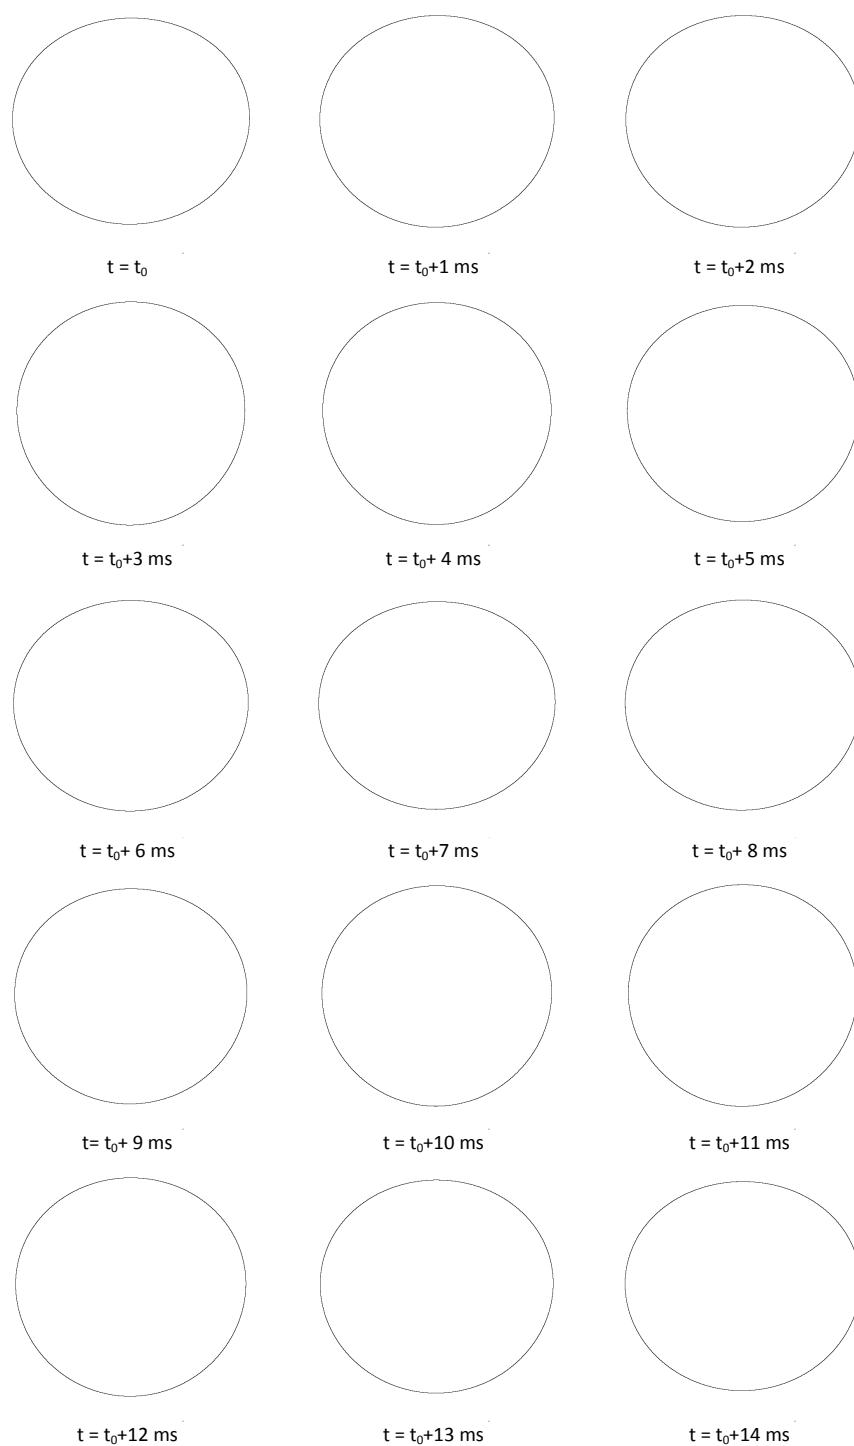 t = t₀
t = t₀+1 ms
t = t₀+2 ms
t = t₀+3 ms
t = t₀+ 4 ms
t = t₀+5 ms
t = t₀+ 6 ms
t = t₀+7 ms
t = t₀+ 8 ms
t= t₀+ 9 ms
t = t₀+10 ms
t = t₀+11 ms
t = t₀+12 ms
t = t₀+13 ms
t = t₀+14 ms